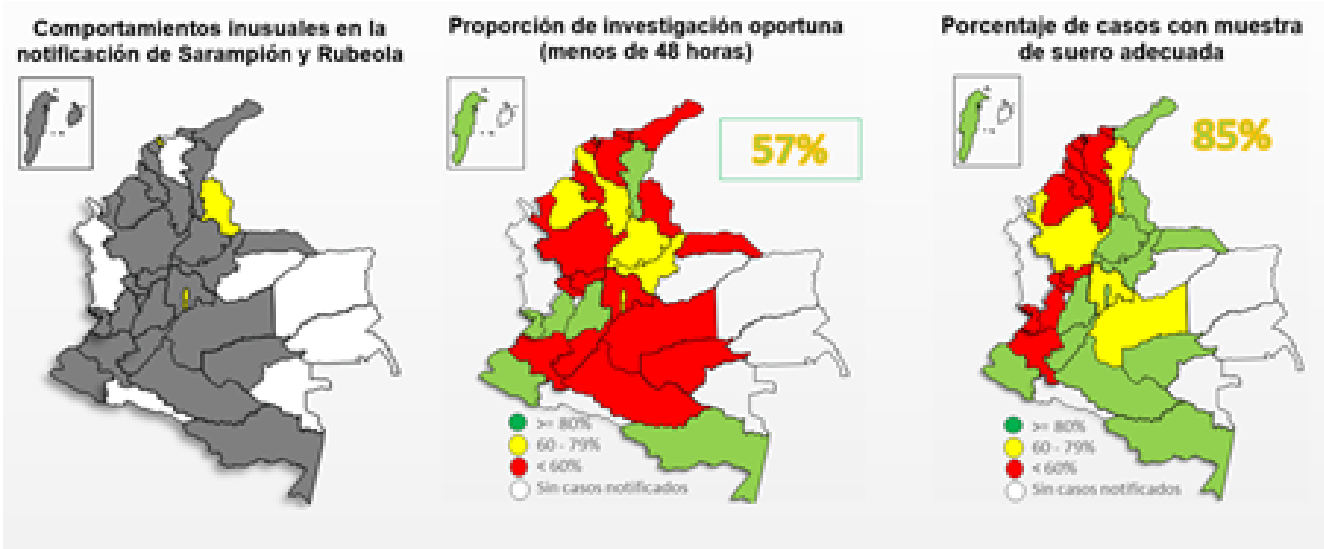 Comportamientos inusuales en la
notificación de Sarampión y Rubeola
Proporción de investigación oportuna
(menos de 48 horas)
57%
>= 80%
60 - 79%
< 60%
Sin casos notificados
Porcentaje de casos con muestra
de suero adecuada
85%
>= 80%
60 - 79%
< 60%
Sin casos notificados